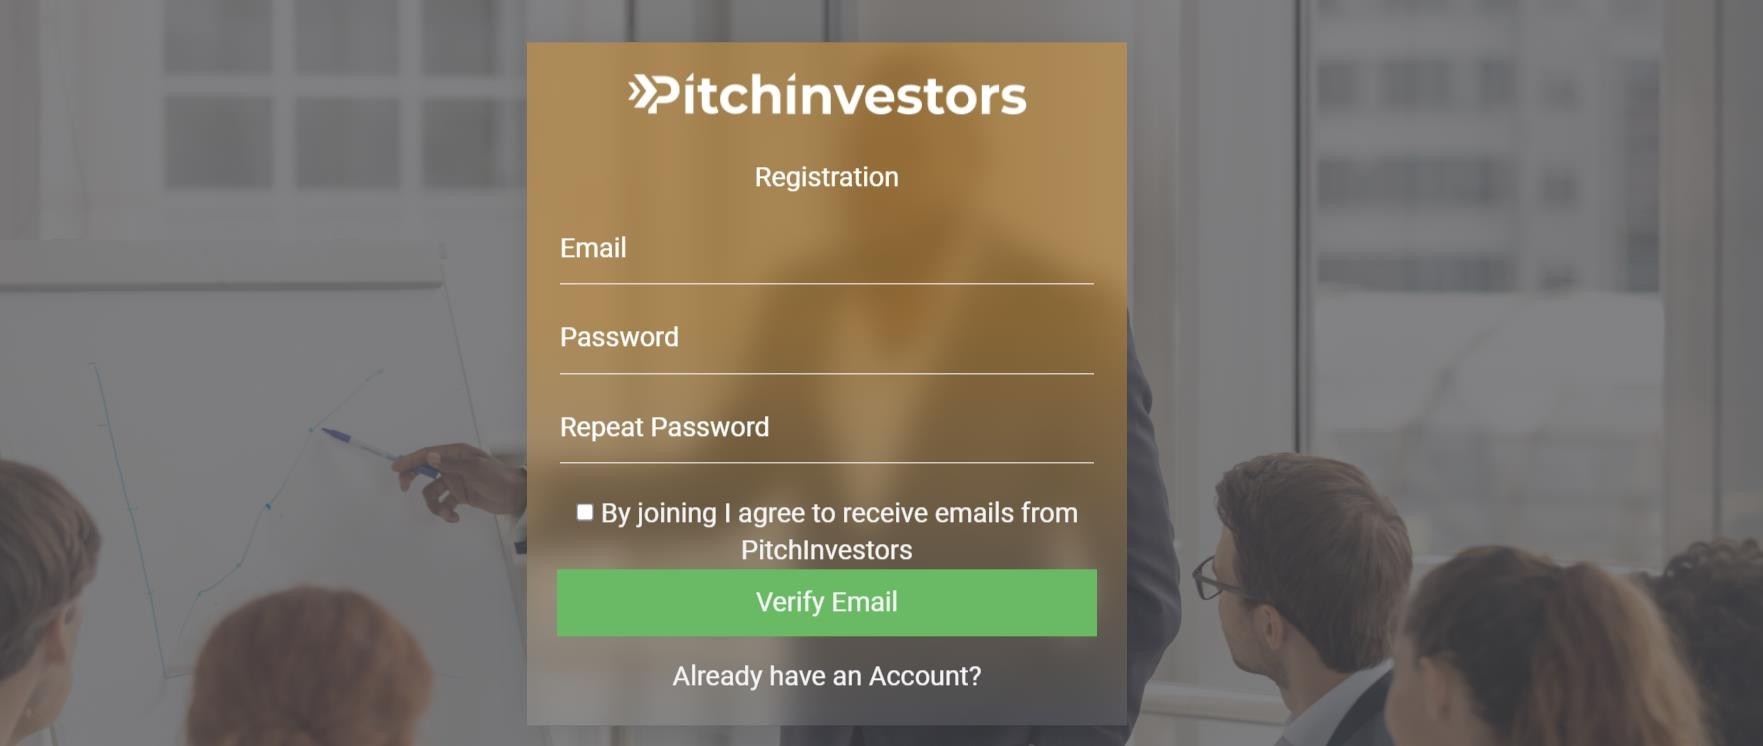 Pitchinvestors
Registration
Email
Password
Repeat Password
By joining I agree to receive emails from
PitchInvestors
Verify Email
Already have an Account?